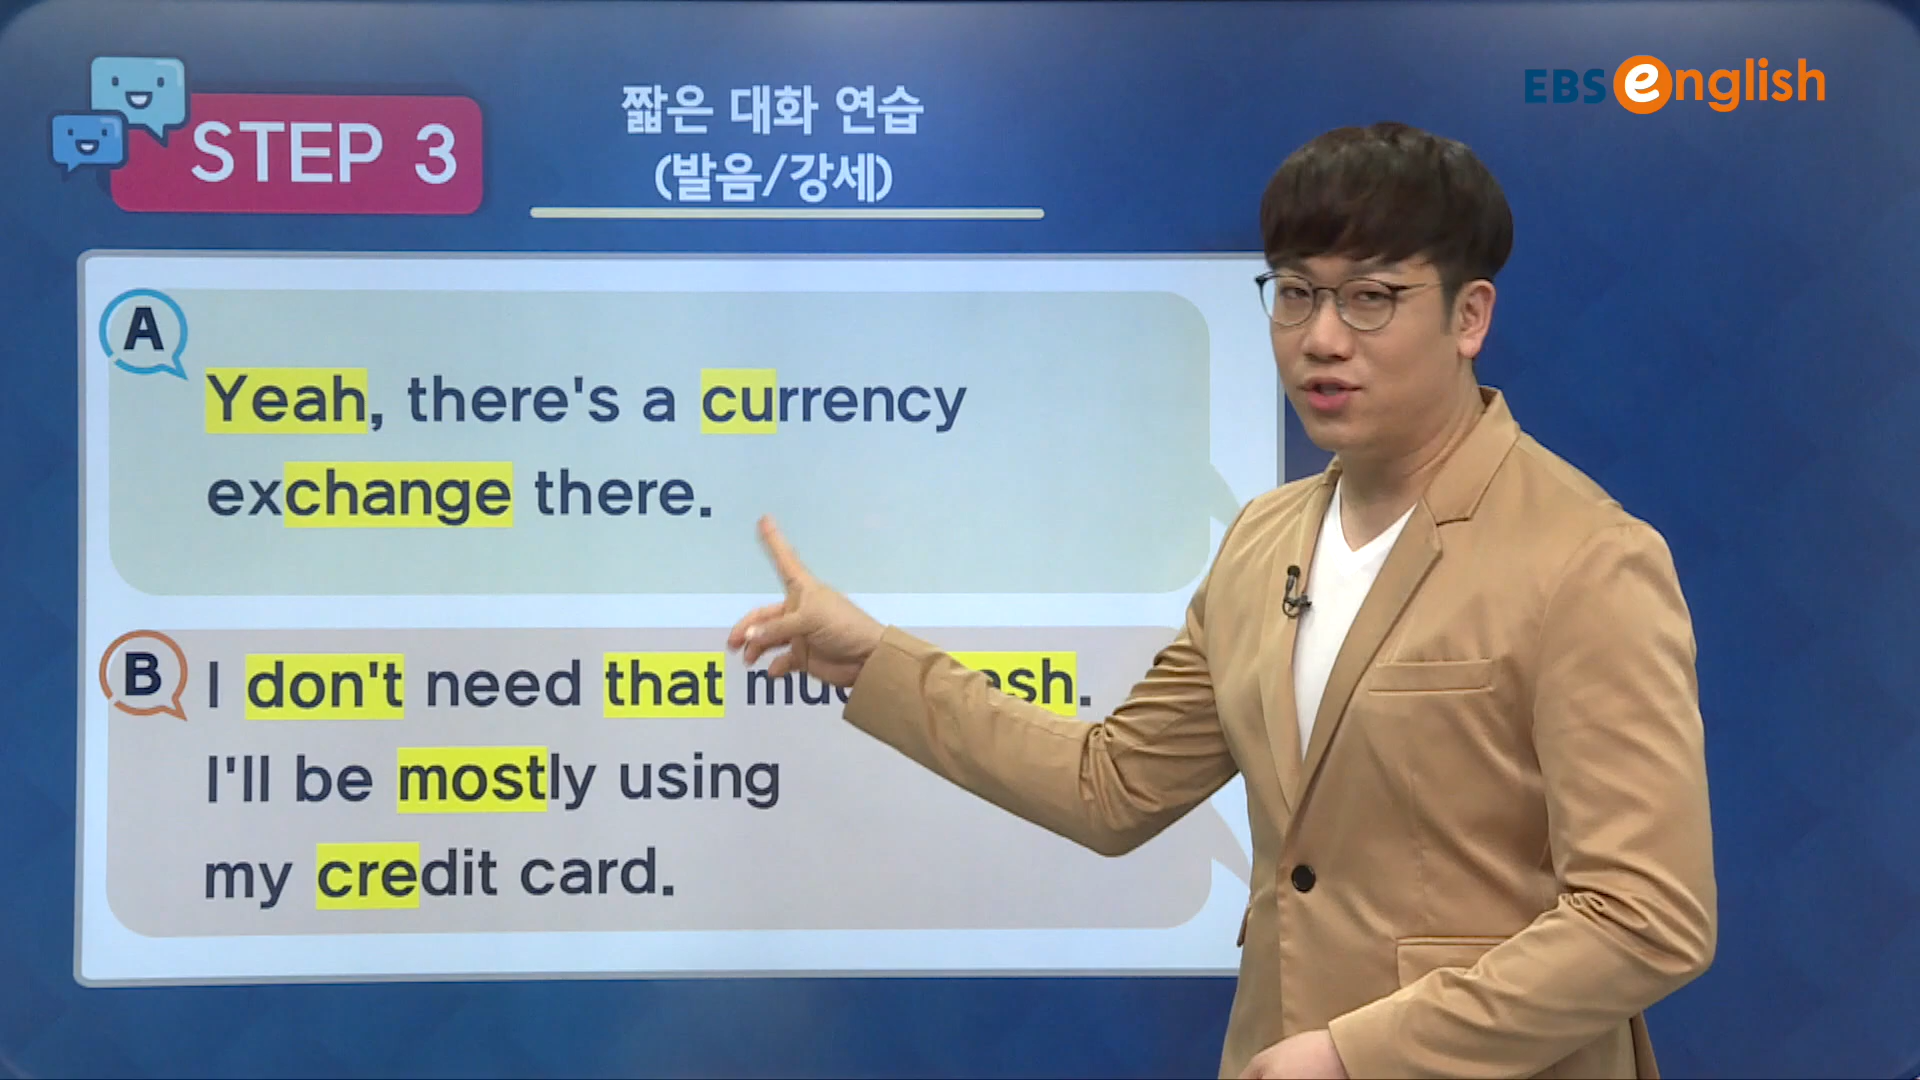 EBS english
STEP 3
짧은 대화 연습
(발음/강세)
A
Yeah, there's a currency
exchange there.
B
I don't need that
I'll be mostly using
my credit card.